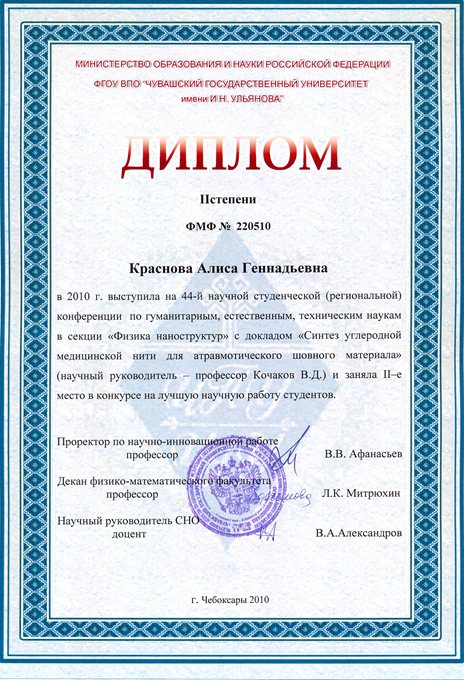 МИНИСТЕРСТВО ОБРАЗОВАНИЯ И НАУКИ РОССИЙСКОЙ ФЕДЕРАЦИИ
ФГОУ ВПО "ЧУВАШСКИЙ ГОСУДАРСТВЕННЫЙ УНИВЕРСИТЕТ
имени И.Н. УЛЬЯНОВА"
ДИПЛОМ
IIстепени
ФМФ № 220510
Краснова Алиса Геннадьевна
в 2010 г. выступила на 44-й научной студенческой (региональной)
конференции по гуманитарным, естественным, техническим наукам
в секции «Физика наноструктур» с докладом «Синтез углеродной
медицинской нити для атравмотического шовного материала»
(научный руководитель – профессор Кочаков В.Д.) и заняла II–е
место в конкурсе на лучшую научную работу студентов.
Проректор по научно-инновационной работе
профессор В.В. Афанасьев
Декан физико-математического факультета
профессор Л.К. Митрюхин
Научный руководитель СНО
доцент В.А.Александров
г. Чебоксары 2010